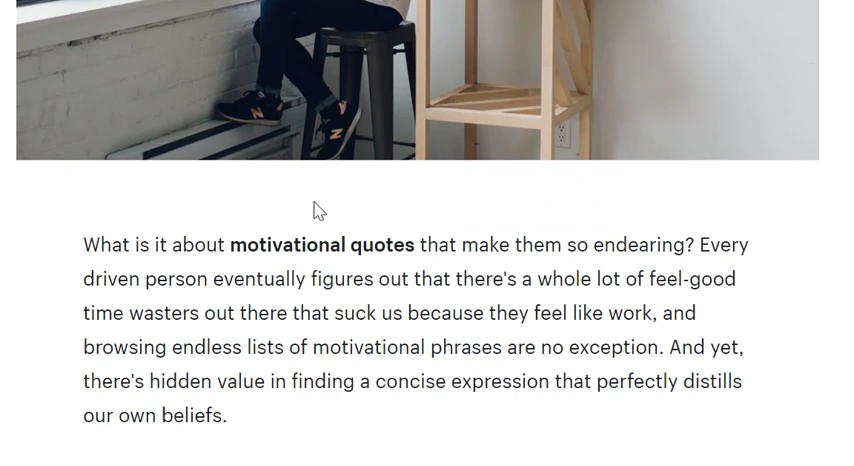 What is it about motivational quotes that make them so endearing? Every
driven person eventually figures out that there's a whole lot of feel-good
time wasters out there that suck us because they feel like work, and
browsing endless lists of motivational phrases are no exception. And yet,
there's hidden value in finding a concise expression that perfectly distills
our own beliefs.